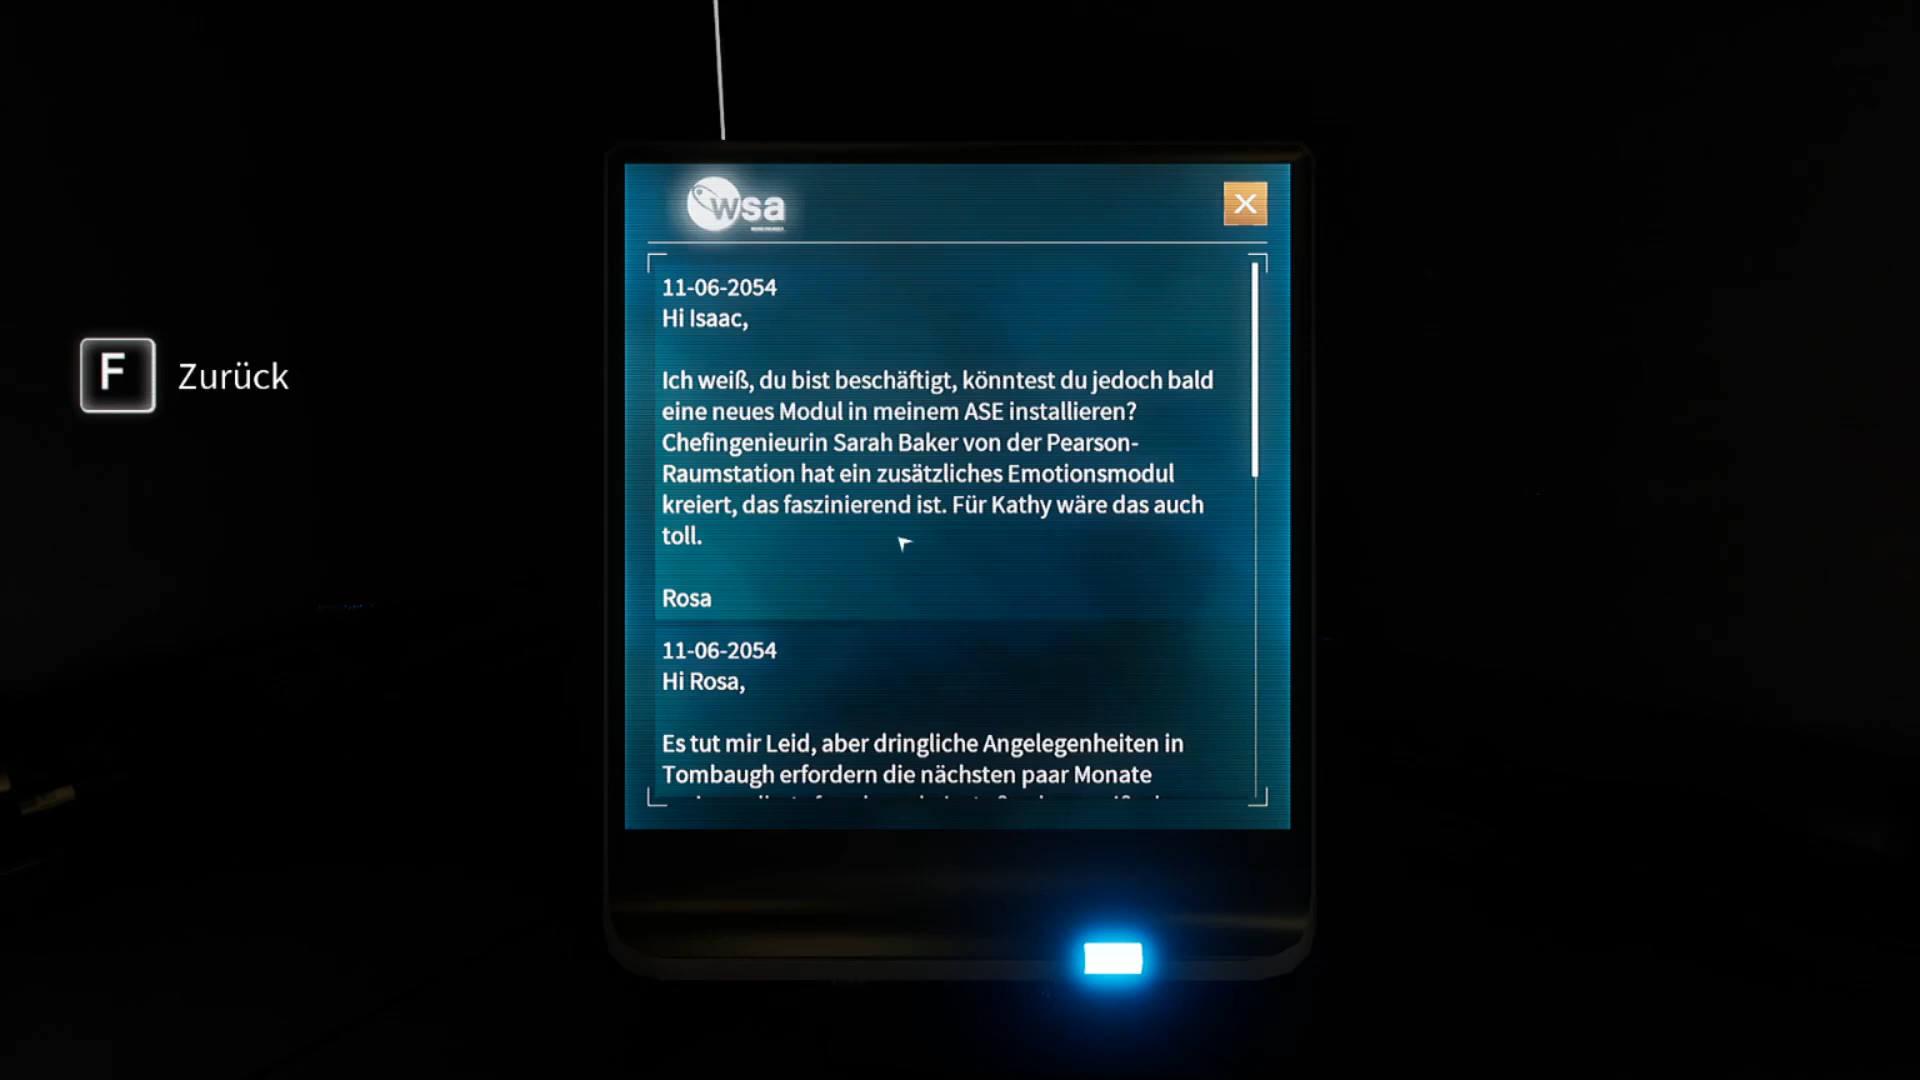 wsa
11-06-2054
Hi Isaac,
Ich weiß, du bist beschäftigt, könntest du jedoch bald
eine neues Modul in meinem ASE installieren?
Chefingenieurin Sarah Baker von der Pearson-
Raumstation hat ein zusätzliches Emotionsmodul
kreiert, das faszinierend ist. Für Kathy wäre das auch
toll.
Rosa
11-06-2054
Hi Rosa,
Es tut mir Leid, aber dringliche Angelegenheiten in
Tombaugh erfordern die nächsten paar Monate
F Zurück